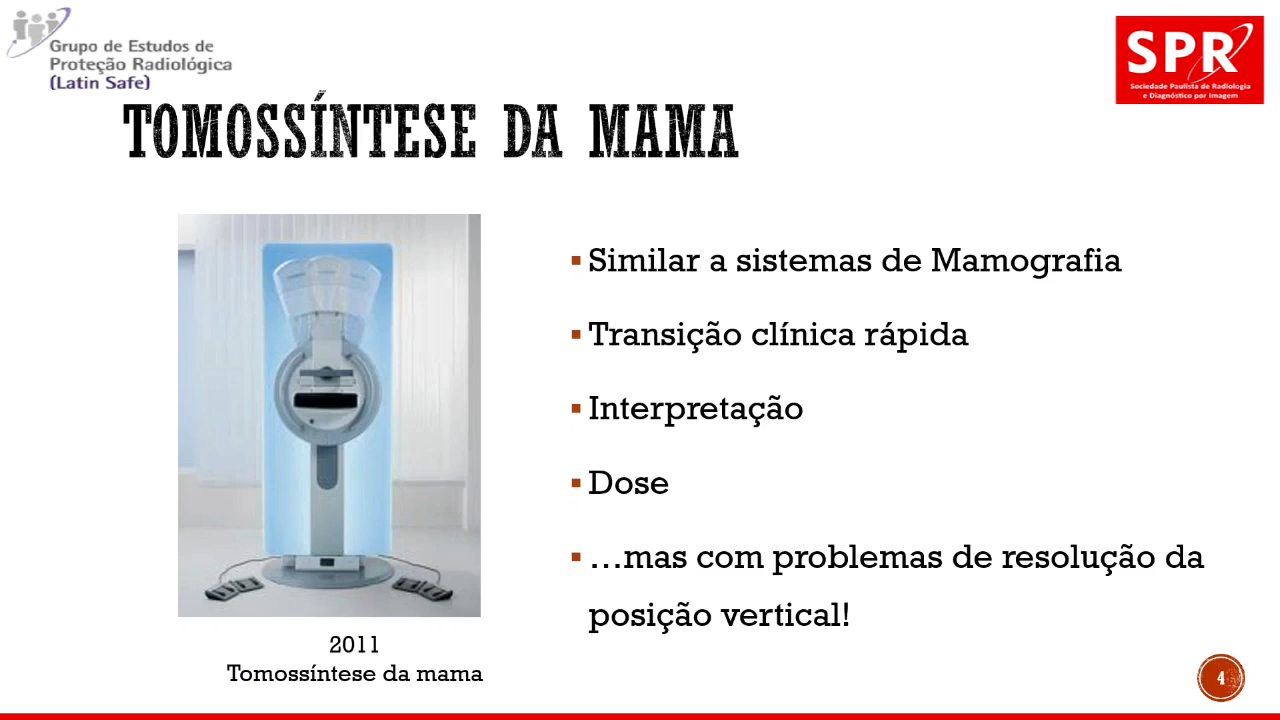 Grupo de Estudos de
Proteção Radiológica
(Latin Safe)
SPR
Sociedade Paulista de Radiologia
e Diagnóstico por Imagem
TOMOSSÍNTESE DA MAMA
▪ Similar a sistemas de Mamografia
▪ Transição clínica rápida
▪ Interpretação
▪ Dose
▪ ...mas com problemas de resolução da
posição vertical!
2011
Tomossíntese da mama
4